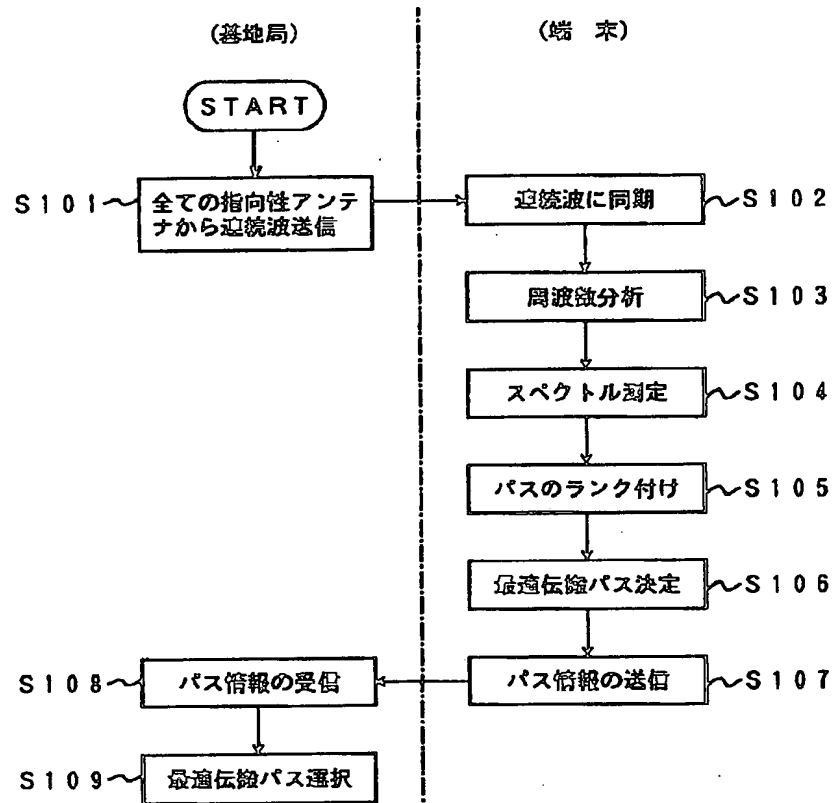 (基地局)
(端 末)
START
S101
全ての指向性アンテ
ナから連続波送信
連続波に同期
S102
周波数分析
S103
スペクトル測定
S104
パスのランク付け
S105
最適伝搬パス決定
S106
パス情報の送信
S107
S108
パス情報の受信
S109
最適伝搬パス選択